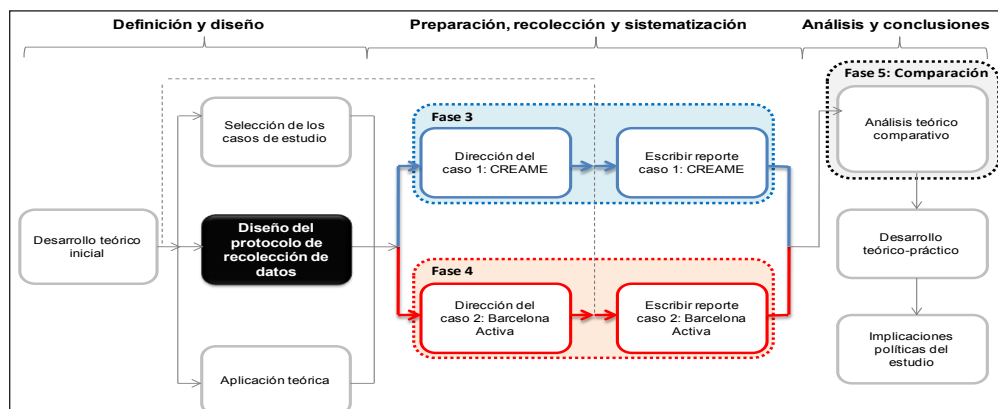 Definición y diseño
Preparación, recolección y sistematización
Análisis y conclusiones
Desarrollo teórico
inicial
Selección de los
casos de estudio
Diseño del
protocolo de
recolección de
datos
Aplicación teórica
Fase 3
Dirección del
caso 1: CREAME
Escribir reporte
caso 1: CREAME
Fase 4
Dirección del
caso 2: Barcelona
Activa
Escribir reporte
caso 2: Barcelona
Activa
Fase 5: Comparación
Análisis teórico
comparativo
Desarrollo
teórico-práctico
Implicaciones
políticas del
estudio